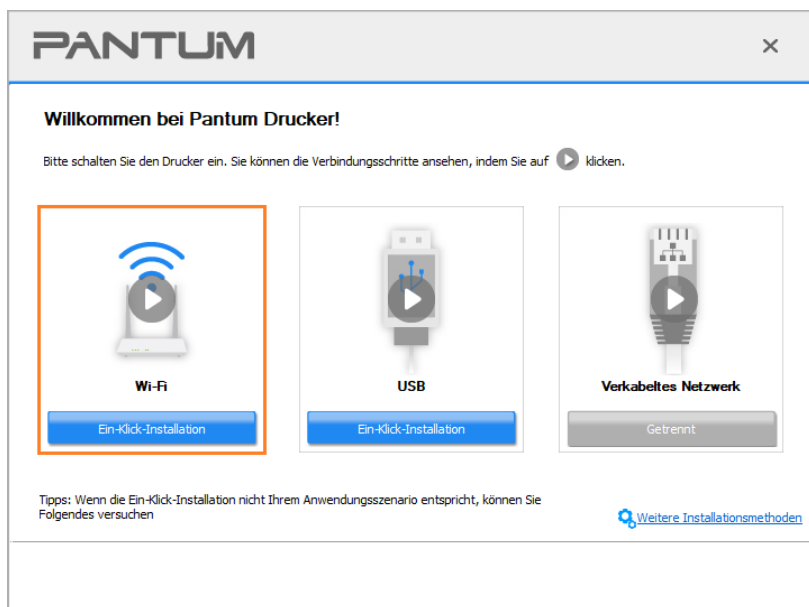 PANTUM
Willkommen bei Pantum Drucker!
Bitte schalten Sie den Drucker ein. Sie können die Verbindungsschritte ansehen, indem Sie auf klicken.
Wi-Fi
Ein-Klick-Installation
USB
Ein-Klick-Installation
Verkabeltes Netzwerk
Getrennt
Tipps: Wenn die Ein-Klick-Installation nicht Ihrem Anwendungsszenario entspricht, können Sie
Folgendes versuchen
Weitere Installationsmethoden